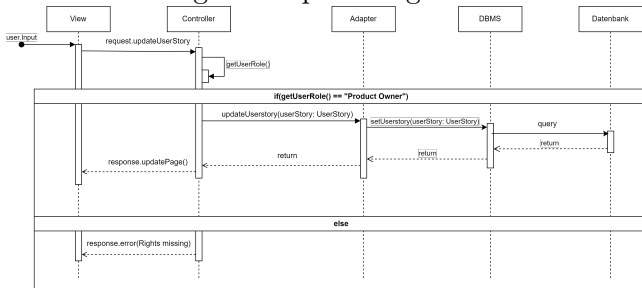 View
Controller
Adapter
DBMS
Datenbank
user.Input
request.updateUserStory
getUserRole()
if(getUserRole() == "Product Owner")
updateUserstory(userStory: UserStory)
setUserstory(userStory: UserStory)
query
return
return
return
response.updatePage()
else
response.error(Rights missing)